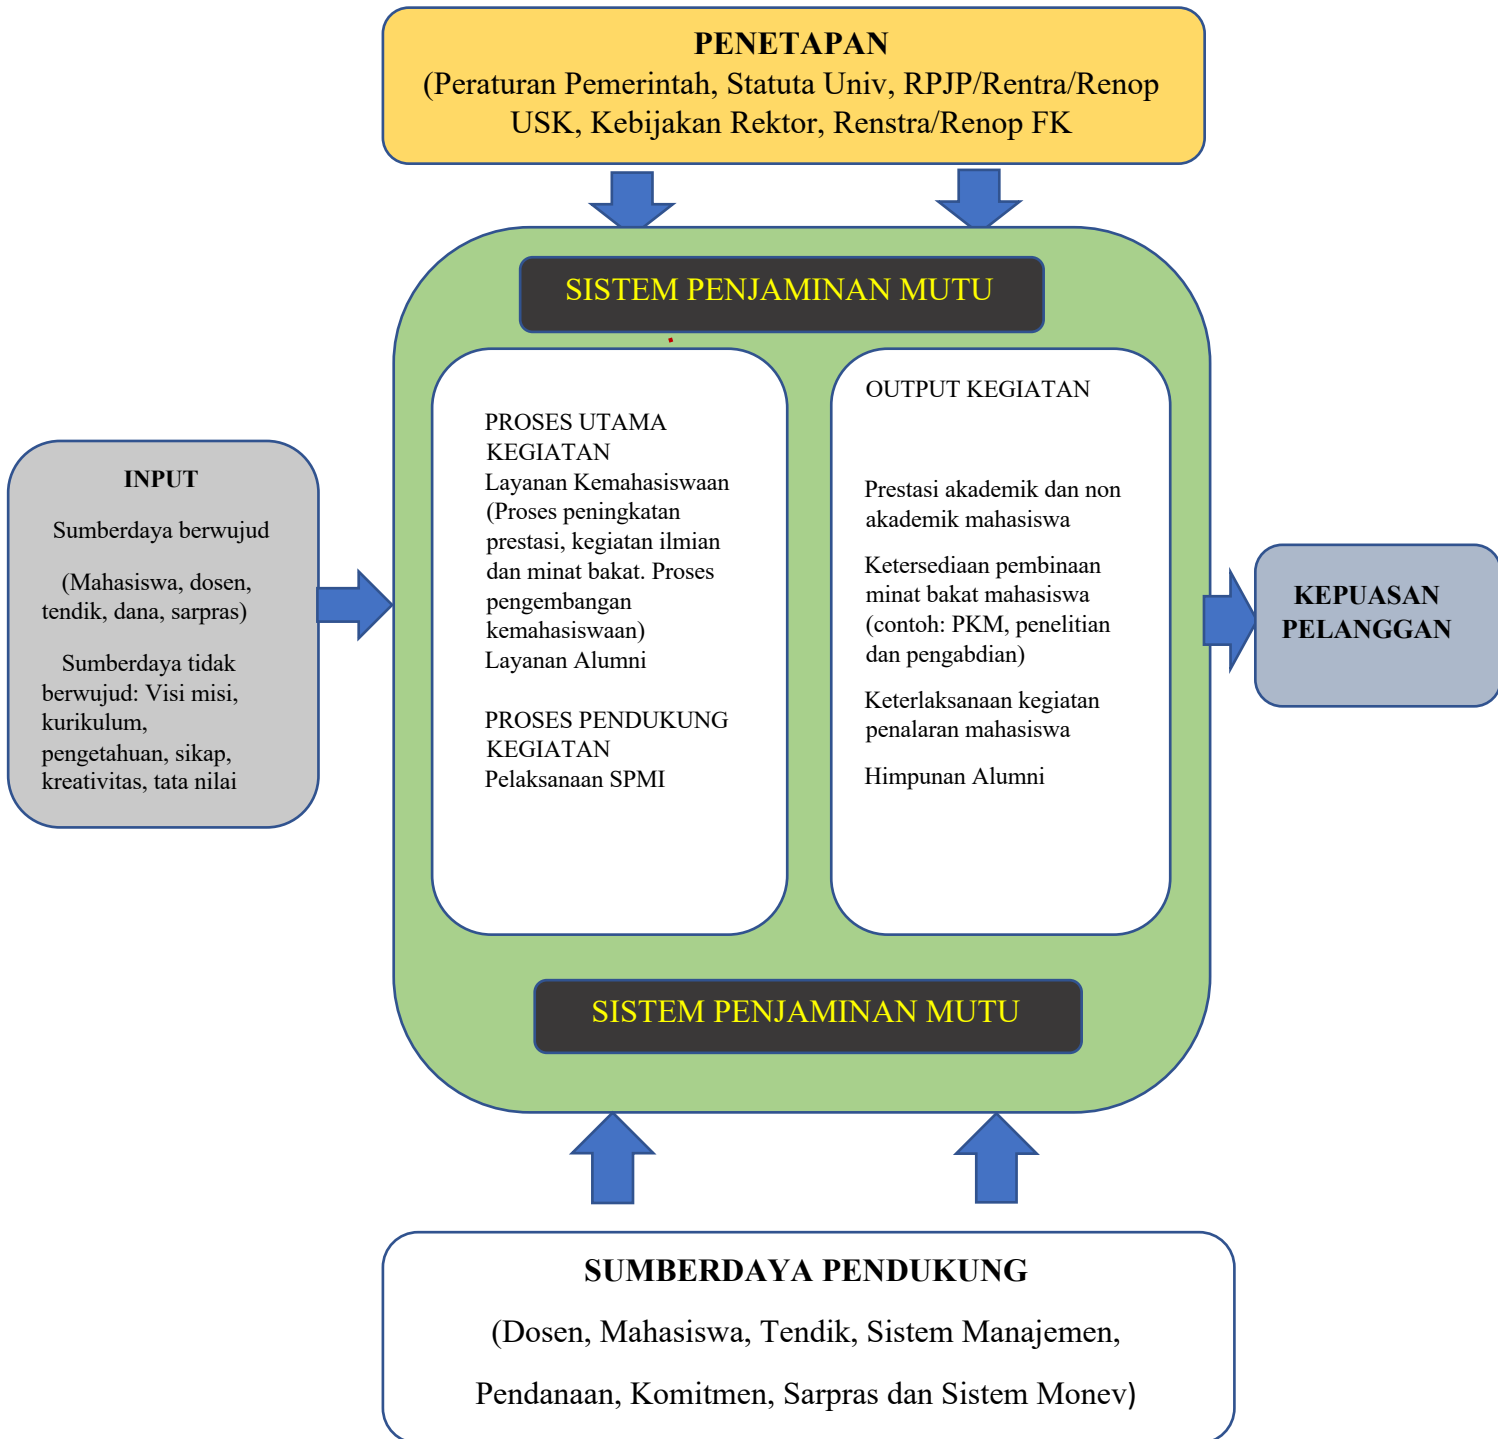 PENETAPAN
(Peraturan Pemerintah, Statuta Univ, RPJP/Rentra/Renop
USK, Kebijakan Rektor, Renstra/Renop FK
SISTEM PENJAMINAN MUTU
INPUT
Sumberdaya berwujud
(Mahasiswa, dosen,
tendik, dana, sarpras)
Sumberdaya tidak
berwujud: Visi misi,
kurikulum,
pengetahuan, sikap,
kreativitas, tata nilai
PROSES UTAMA
KEGIATAN
Layanan Kemahasiswaan
(Proses peningkatan
prestasi, kegiatan ilmian
dan minat bakat. Proses
pengembangan
kemahasiswaan)
Layanan Alumni
PROSES PENDUKUNG
KEGIATAN
Pelaksanaan SPMI
OUTPUT KEGIATAN
Prestasi akademik dan non
akademik mahasiswa
Ketersediaan pembinaan
minat bakat mahasiswa
(contoh: PKM, penelitian
dan pengabdian)
Keterlaksanaan kegiatan
penalaran mahasiswa
Himpunan Alumni
KEPUASAN
PELANGGAN
SISTEM PENJAMINAN MUTU
SUMBERDAYA PENDUKUNG
(Dosen, Mahasiswa, Tendik, Sistem Manajemen,
Pendanaan, Komitmen, Sarpras dan Sistem Monev)